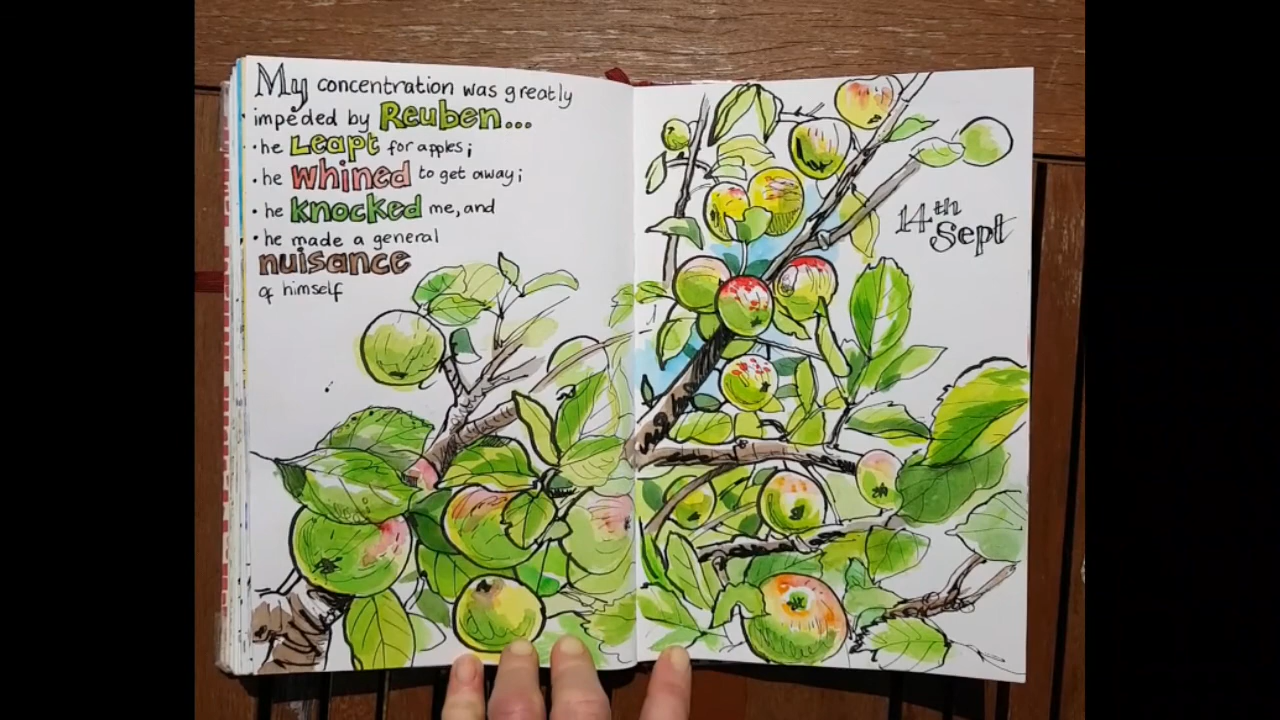 My concentration was greatly
impeded by Reuben...
• he Leapt for apples;
• he whined to get away;
• he knocked me, and
• he made a general
nuisance
of himself
14th
Sept